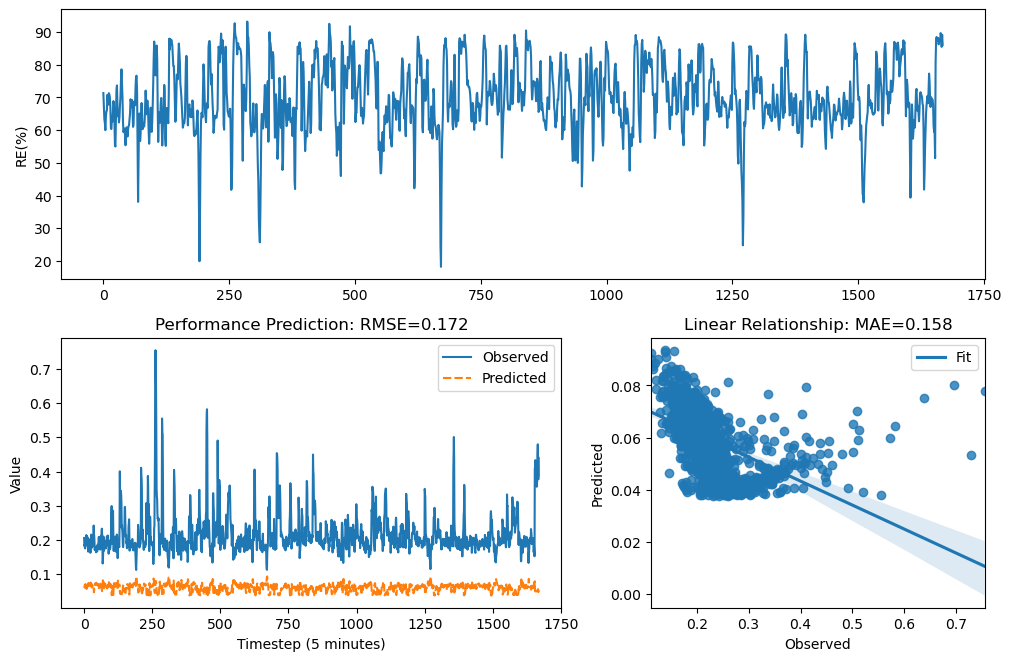 RE(%)
90
80
70
60
50
40
30
20
0 250 500 750 1000 1250 1500 1750
Performance Prediction: RMSE=0.172
Value
0.7
0.6
0.5
0.4
0.3
0.2
0.1
Observed
Predicted
0 250 500 750 1000 1250 1500 1750
Timestep (5 minutes)
Linear Relationship: MAE=0.158
Predicted
0.08
0.06
0.04
0.02
0.00
Fit
0.2 0.3 0.4 0.5 0.6 0.7
Observed